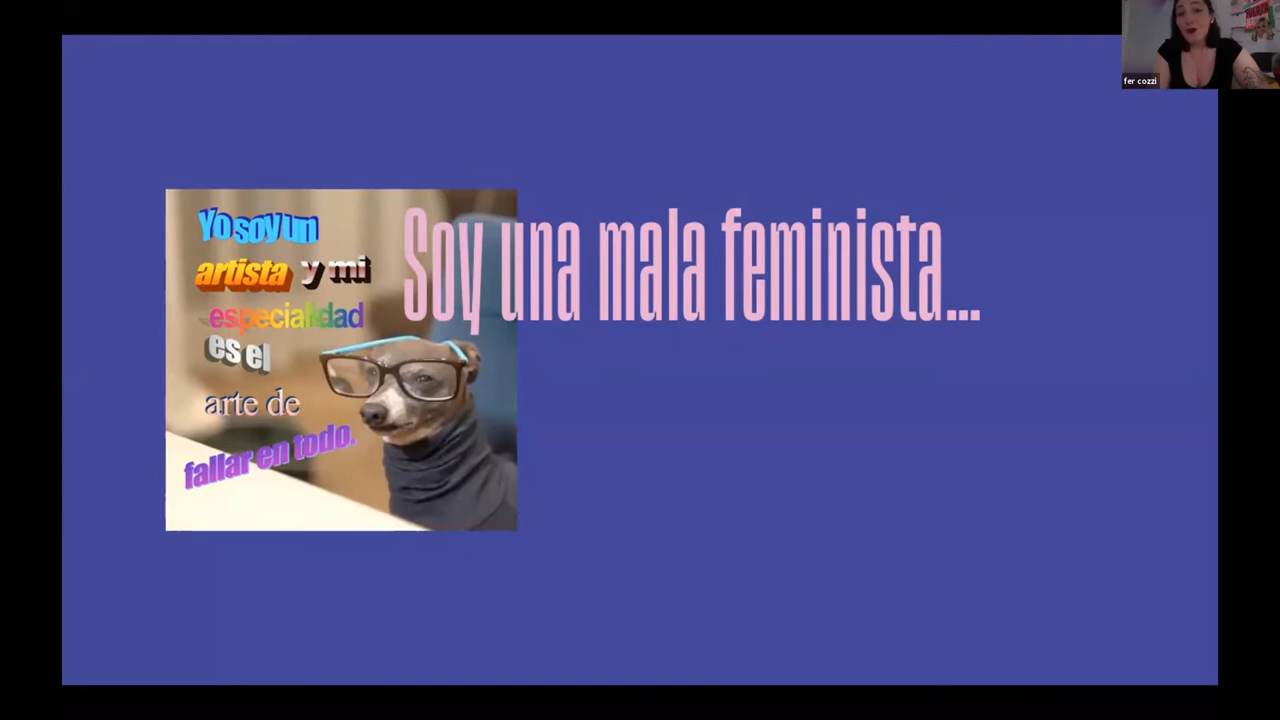 Soy una mala feminista...
Yo soy un
artista y mi
especialidad
es el
arte de
fallar en todo.
fer cozzi